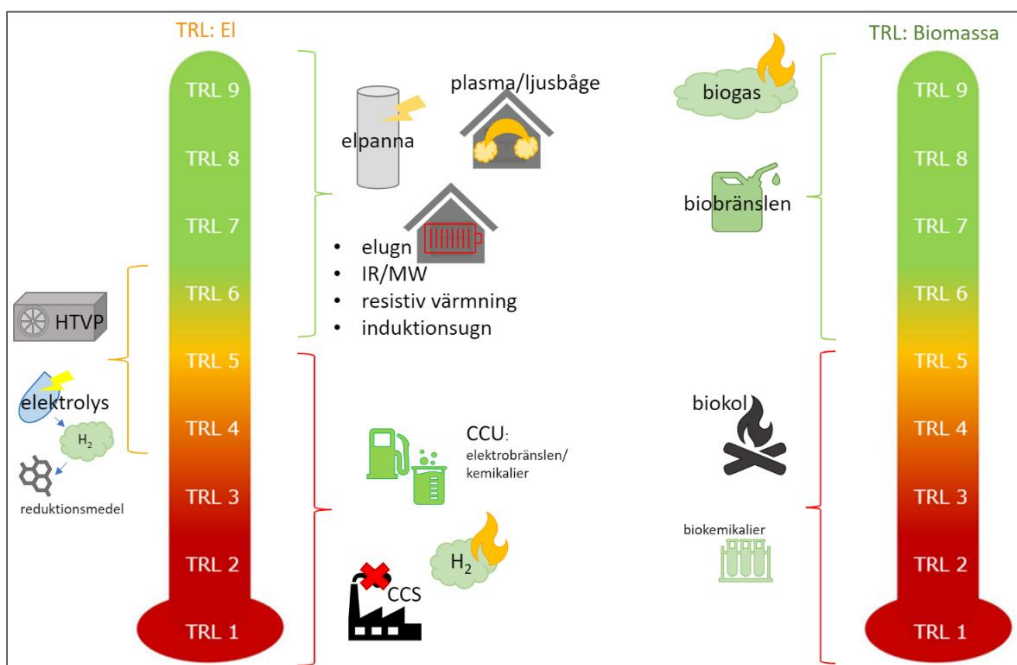 TRL: El
TRL 9
TRL 8
TRL 7
TRL 6
TRL 5
TRL 4
TRL 3
TRL 2
TRL 1
HTVP
elektrolys
H₂
reduktionsmedel
plasma/ljusbåge
elpanna
• elugn
• IR/MW
• resistiv värmning
• induktionsugn
CCU:
elektrobränslen/
kemikalier
H₂
CCS
TRL: Biomassa
biogas
biobränslen
biokol
biokemikalier
TRL 9
TRL 8
TRL 7
TRL 6
TRL 5
TRL 4
TRL 3
TRL 2
TRL 1